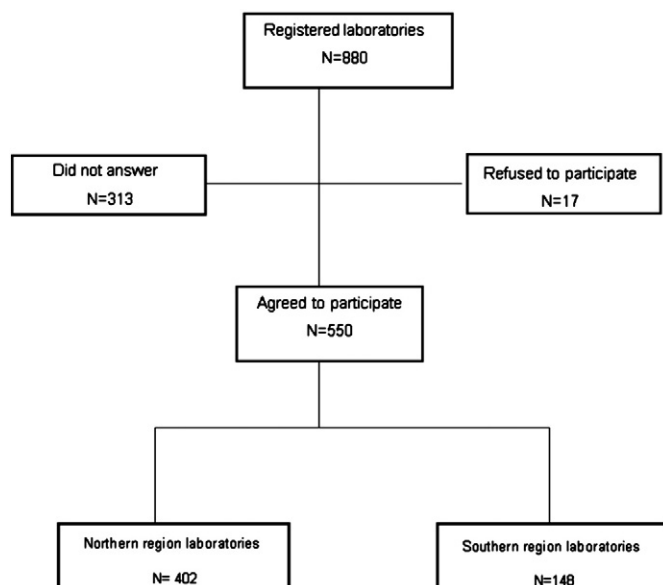 Registered laboratories
N=880
Did not answer
N=313
Refused to participate
N=17
Agreed to participate
N=550
Northern region laboratories
N= 402
Southern region laboratories
N=148